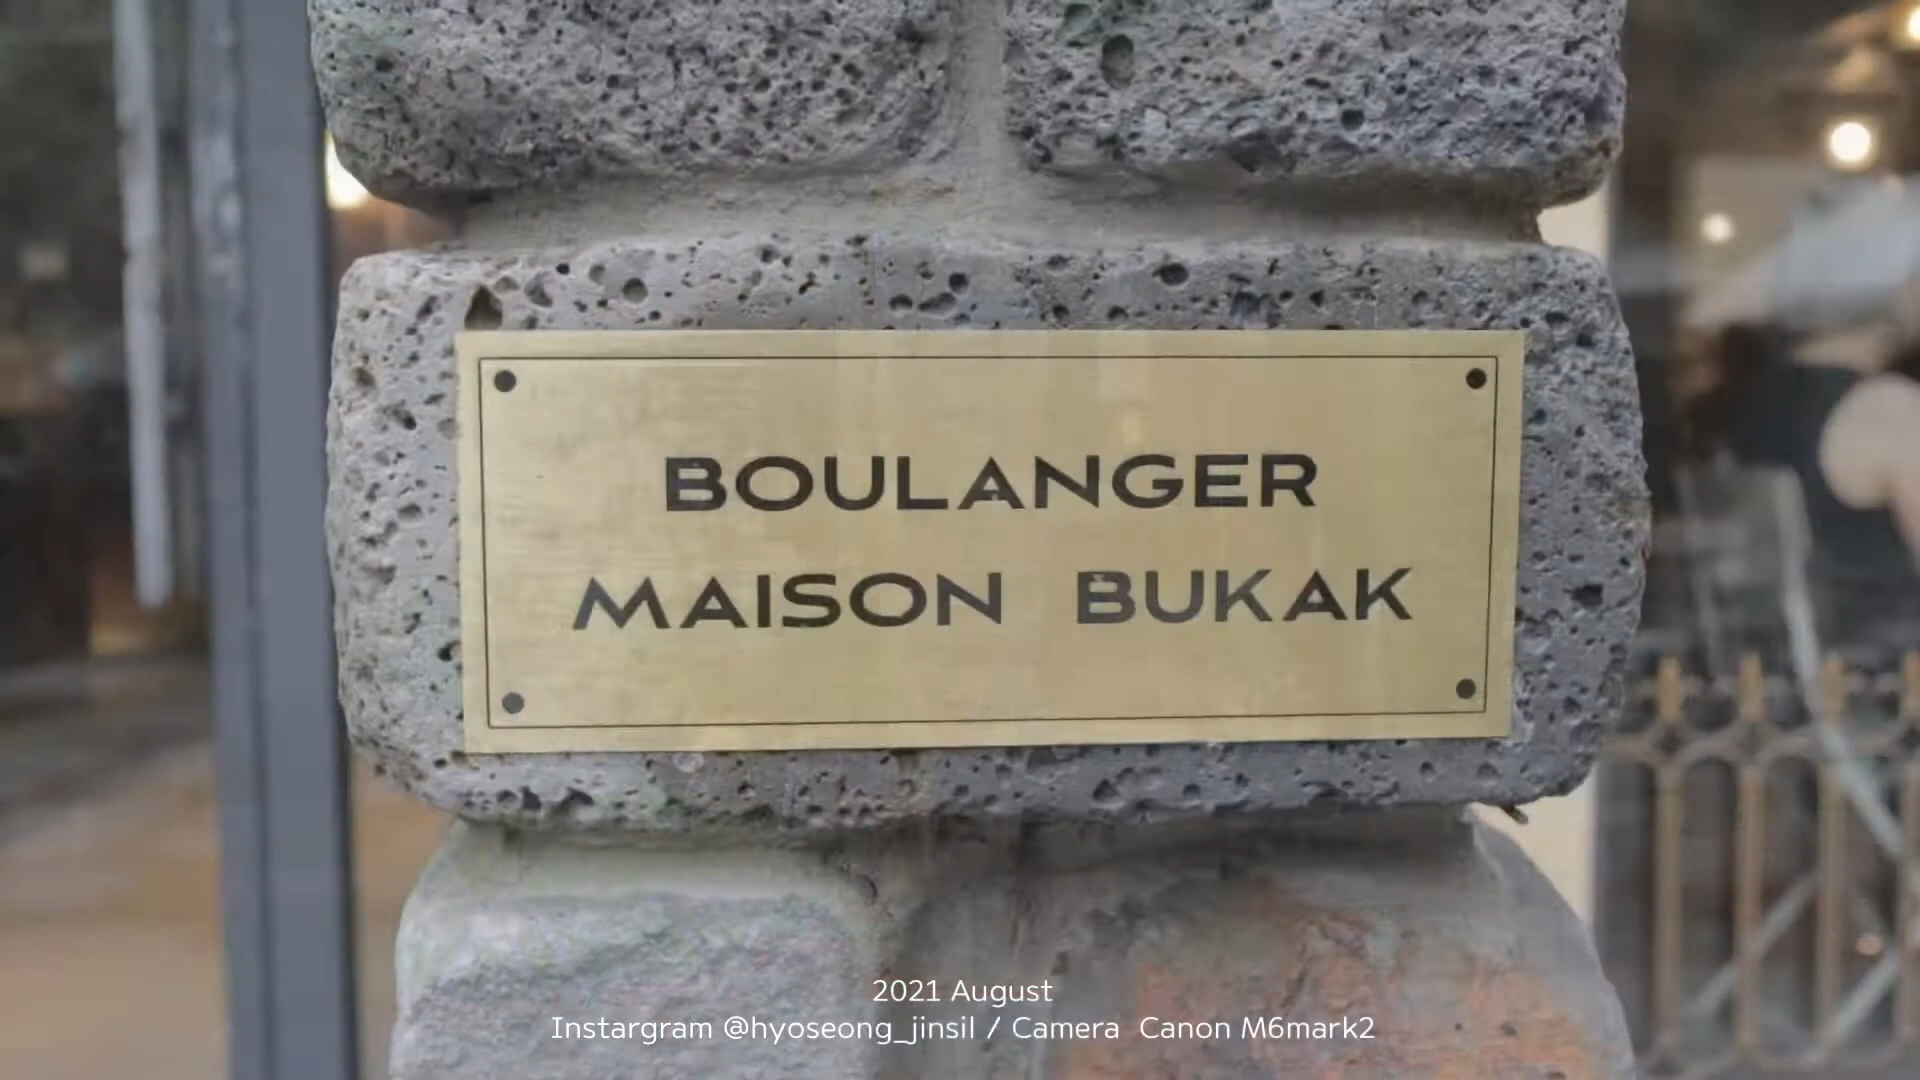 BOULANGER
MAISON BUKAK
2021 August
Instargram @hyoseong_jinsil / Camera Canon M6mark2